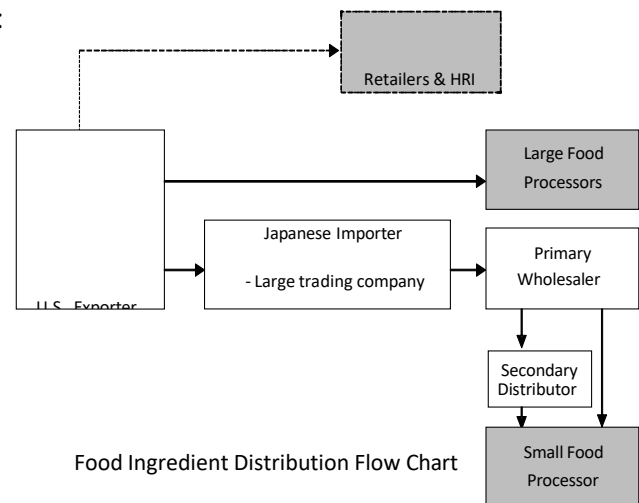 :
Retailers & HRI
Large Food
Processors
Japanese Importer
- Large trading company
Primary
Wholesaler
U.S. Exporter
Secondary
Distributor
Food Ingredient Distribution Flow Chart
Small Food
Processor